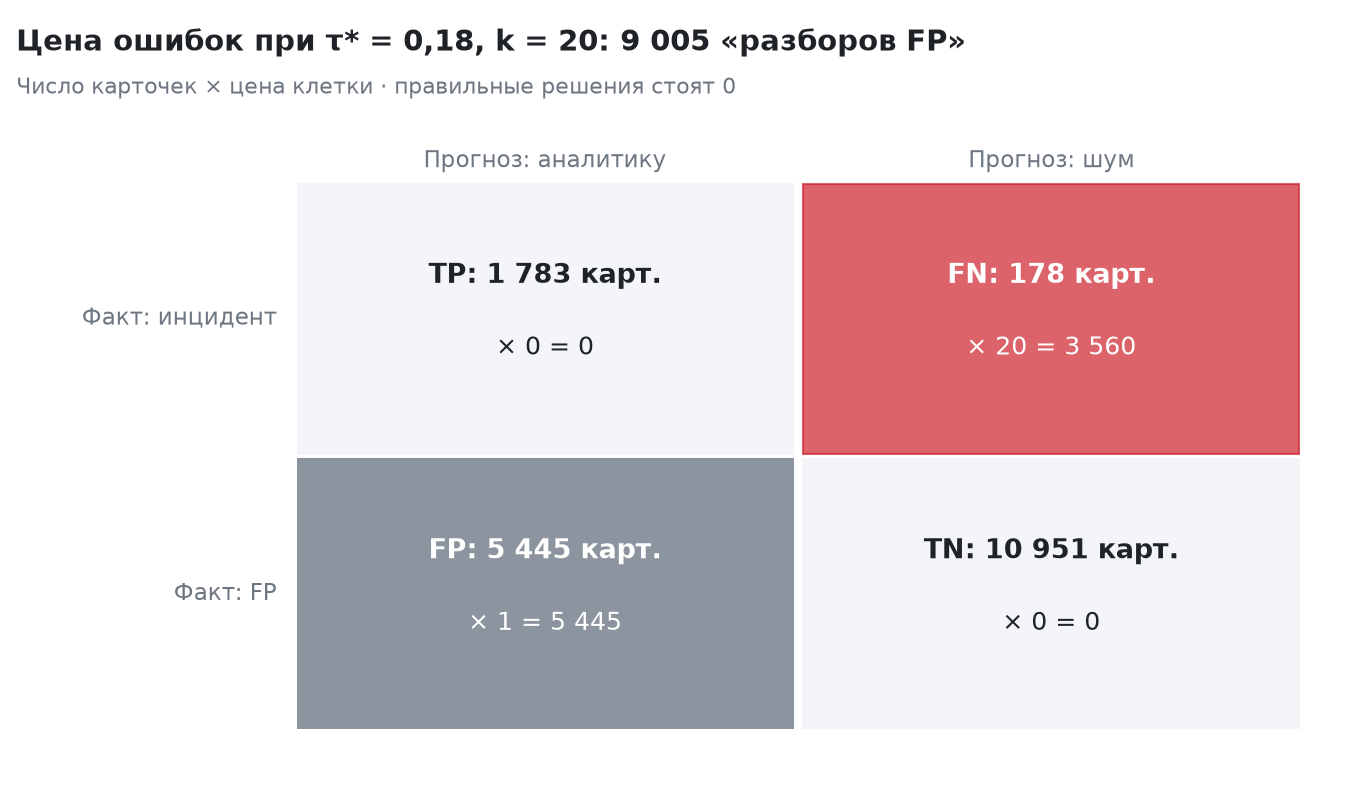 Цена ошибок при τ* = 0,18, k = 20: 9 005 «разборов FP»
Число карточек × цена клетки · правильные решения стоят 0
Прогноз: аналитику
Прогноз: шум
Факт: инцидент
TP: 1 783 карт.
× 0 = 0
FN: 178 карт.
× 20 = 3 560
Факт: FP
FP: 5 445 карт.
× 1 = 5 445
TN: 10 951 карт.
× 0 = 0